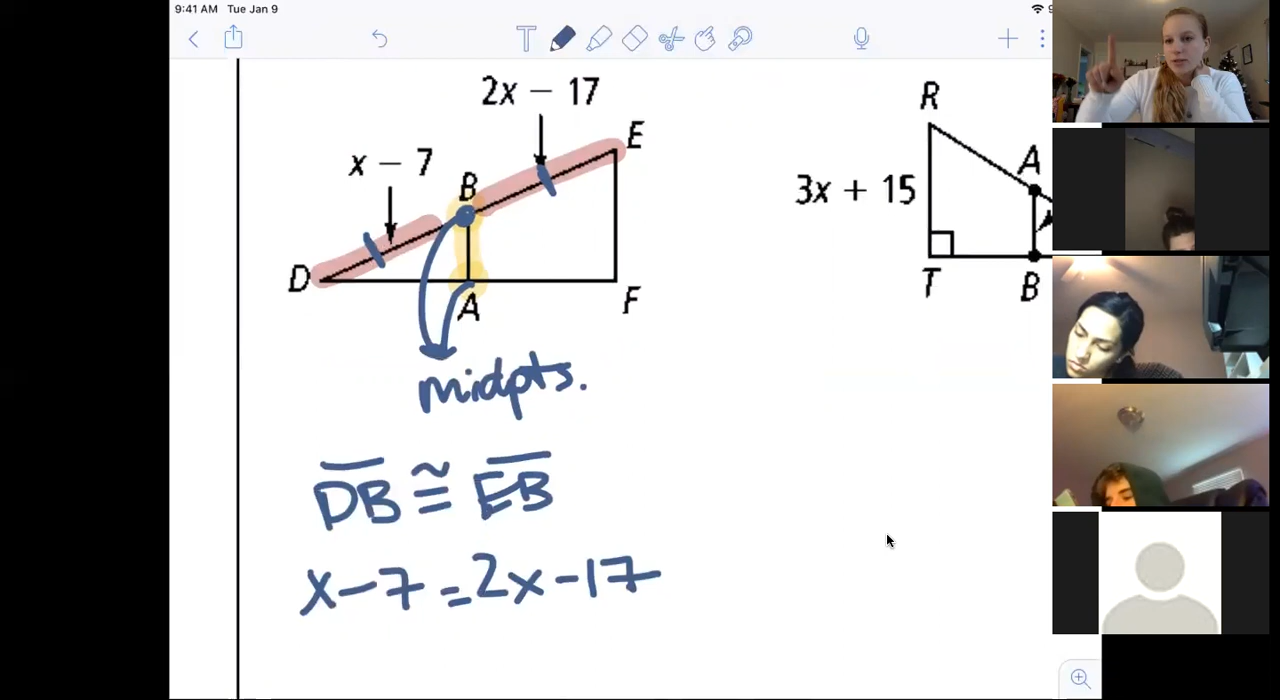 9:41 AM Tue Jan 9
T
2x − 17
E
x − 7
B
D
A
F
midpts.
DB ≅ EB
x − 7 = 2x − 17
R
A
3x + 15
T
B